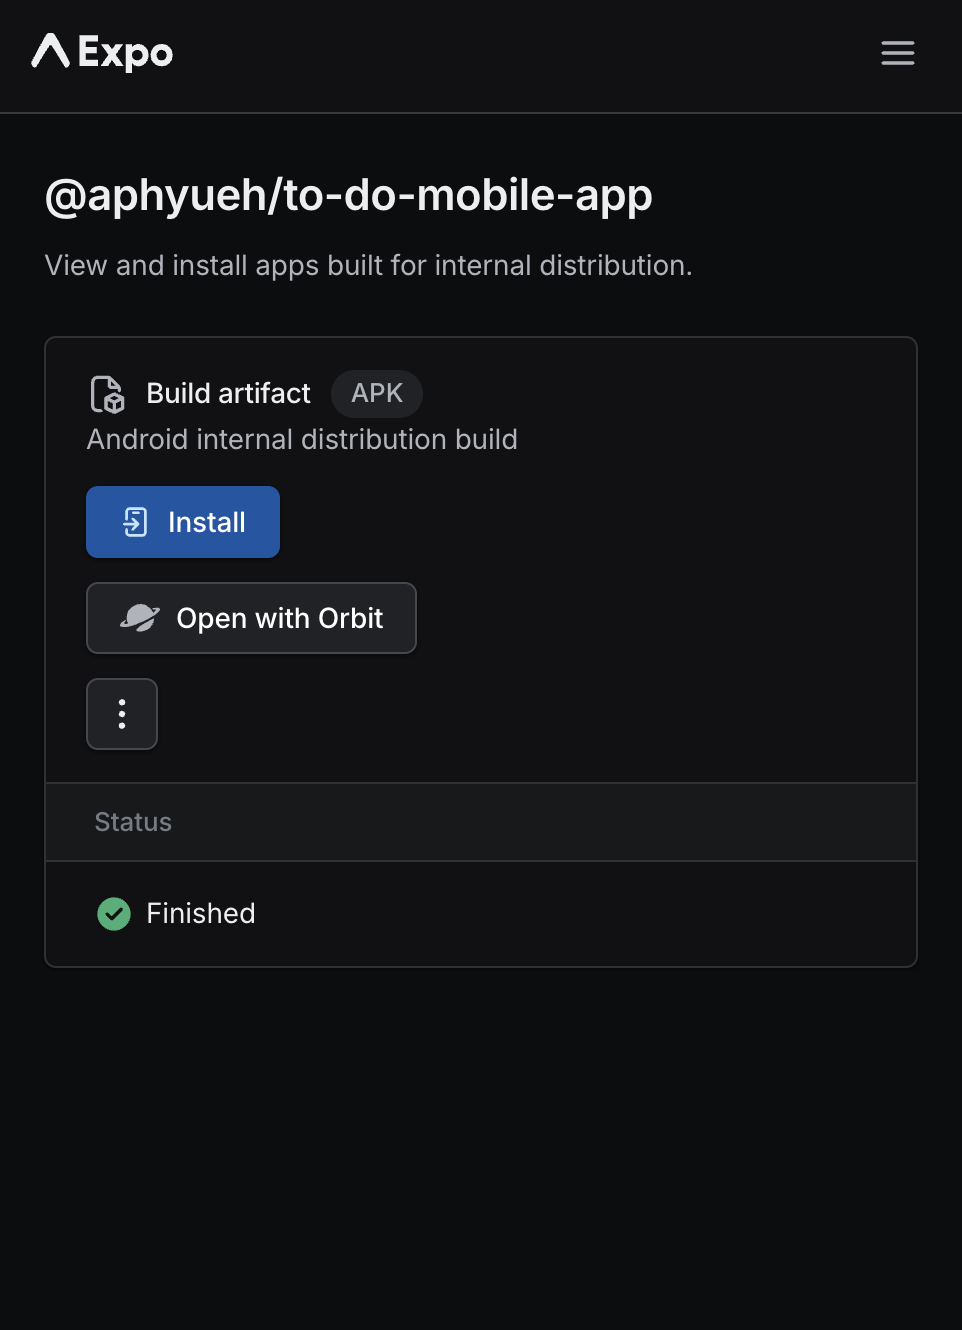 Expo
@aphyueh/to-do-mobile-app
View and install apps built for internal distribution.
Build artifact APK
Android internal distribution build
Install
Open with Orbit
Status
Finished